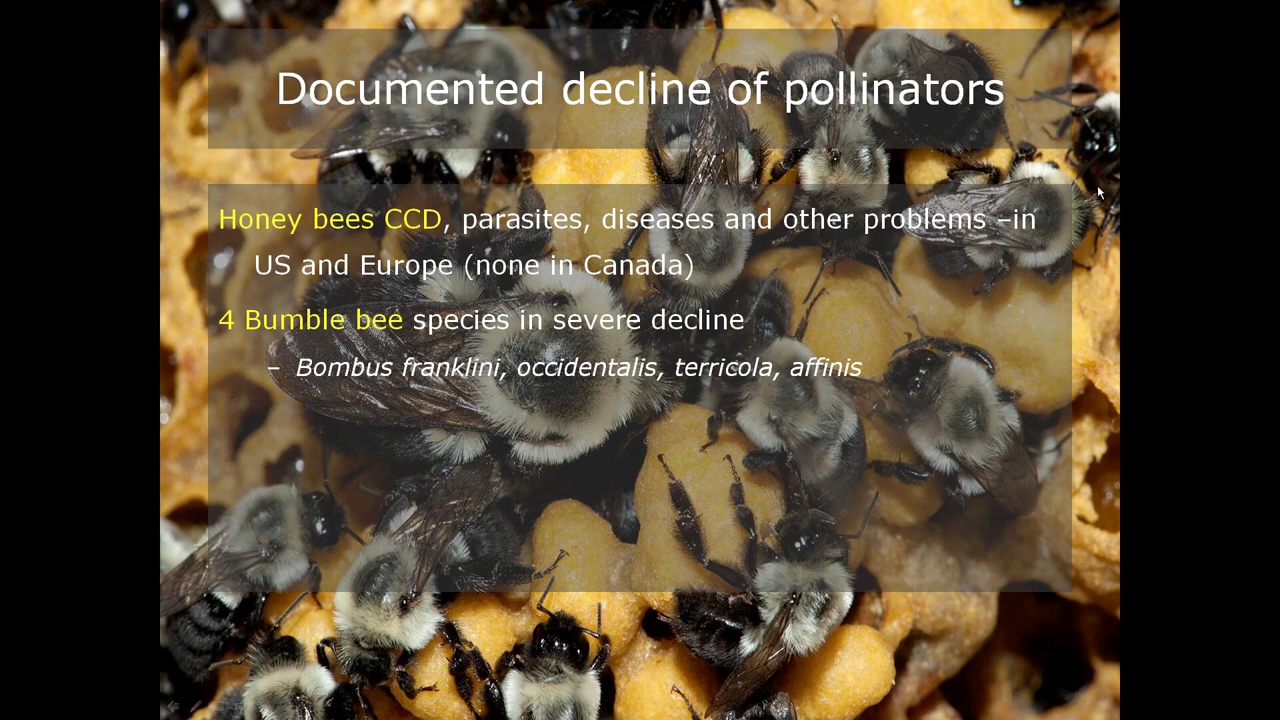 Documented decline of pollinators
Honey bees CCD, parasites, diseases and other problems –in
US and Europe (none in Canada)
4 Bumble bee species in severe decline
– Bombus franklini, occidentalis, terricola, affinis